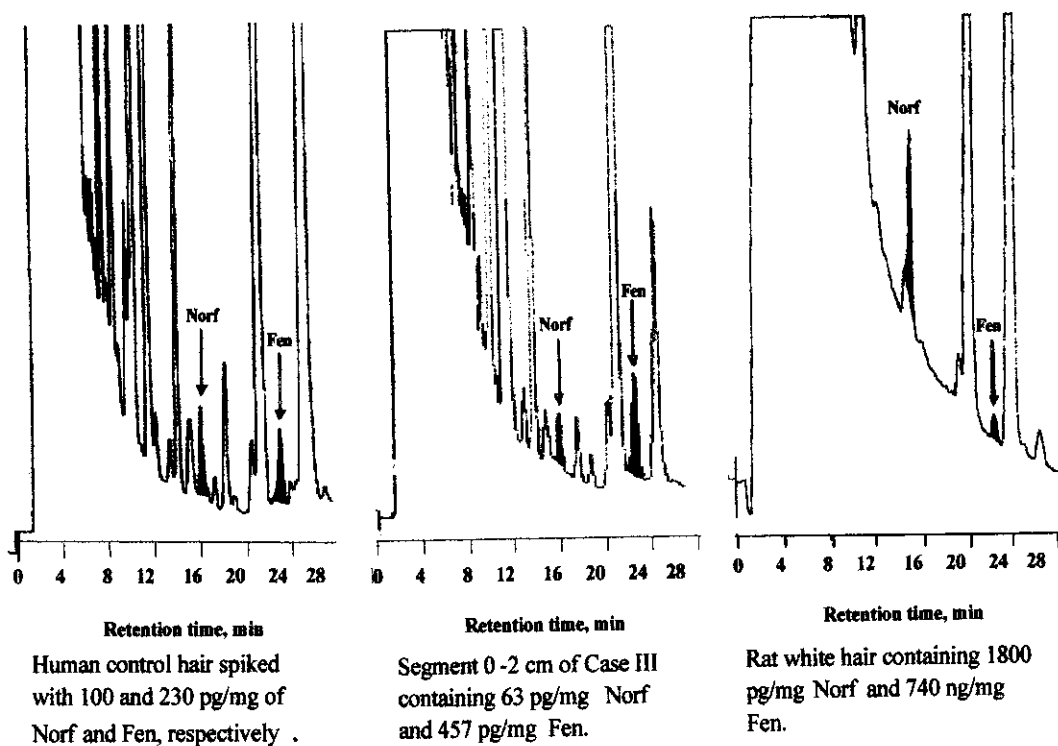 Norf
Fen
0 4 8 12 16 20 24 28
Retention time, min
Human control hair spiked
with 100 and 230 pg/mg of
Norf and Fen, respectively .
Norf
Fen
0 4 8 12 16 20 24 28
Retention time, min
Segment 0 -2 cm of Case III
containing 63 pg/mg Norf
and 457 pg/mg Fen.
Norf
Fen
0 4 8 12 16 20 24 28
Retention time, min
Rat white hair containing 1800
pg/mg Norf and 740 ng/mg
Fen.